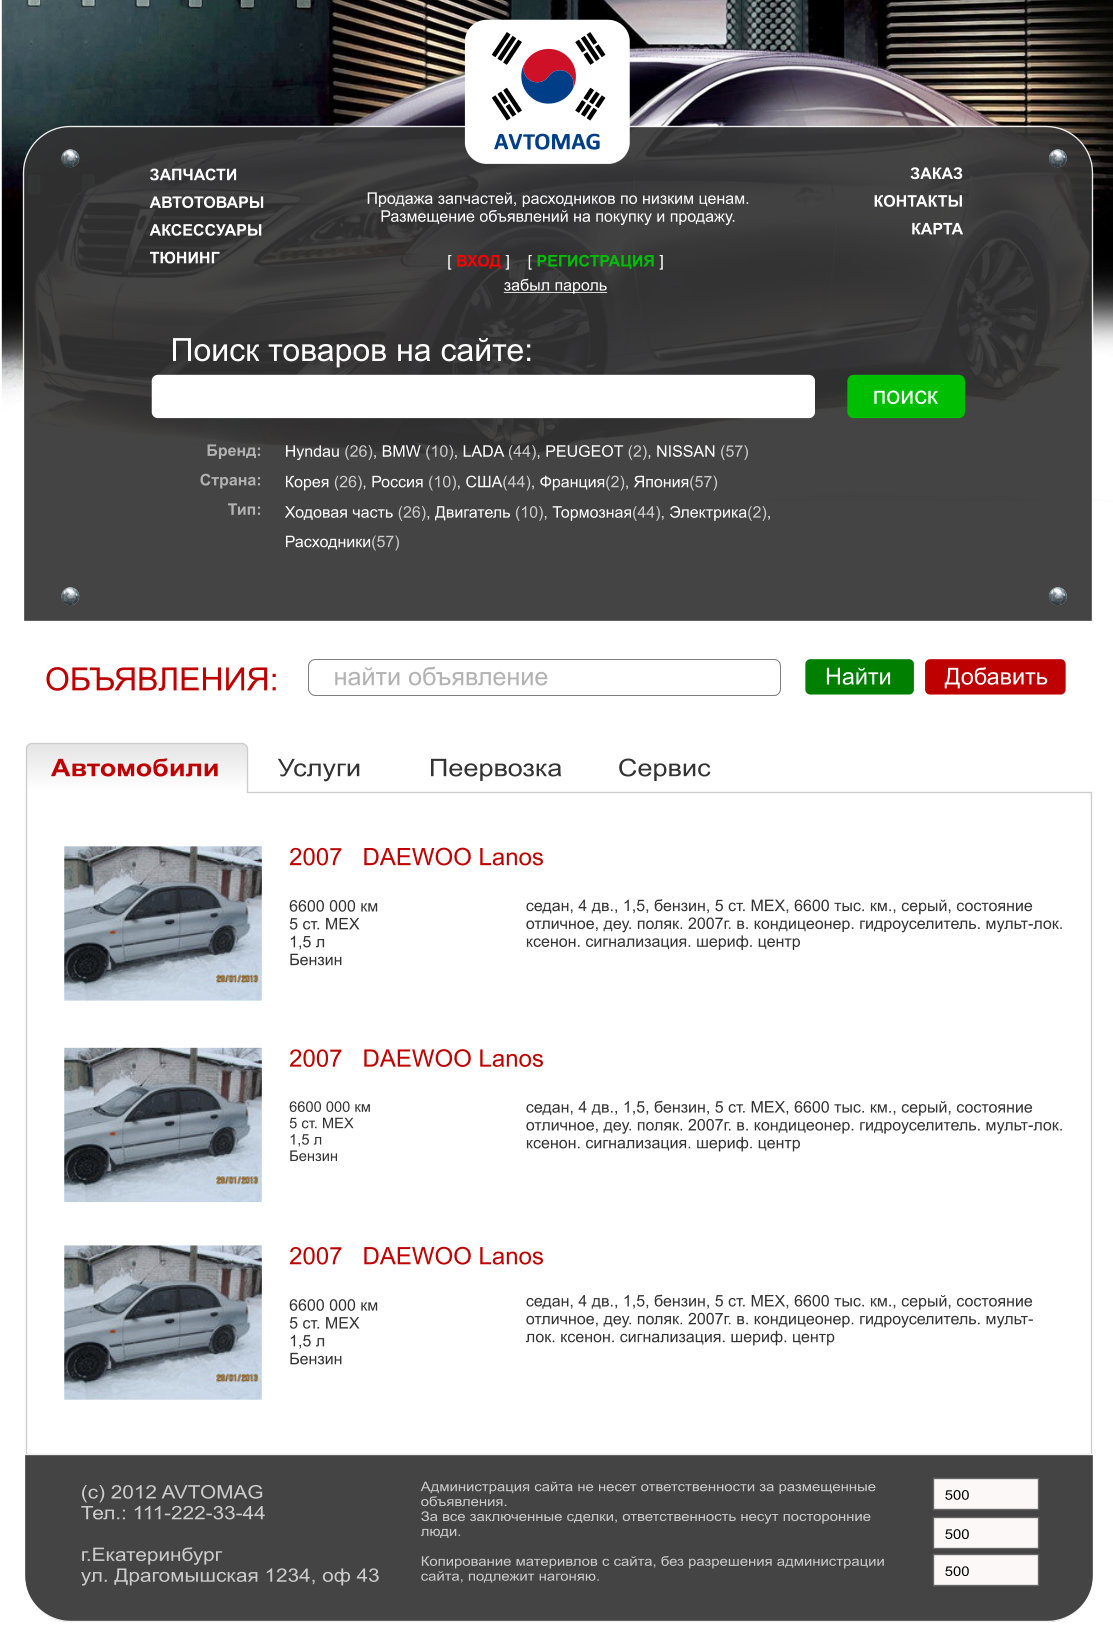 AVTOMAG
ЗАПЧАСТИ
АВТОТОВАРЫ
АКСЕССУАРЫ
ТЮНИНГ
Продажа запчастей, расходников по низким ценам.
Размещение объявлений на покупку и продажу.
[ ВХОД ] [ РЕГИСТРАЦИЯ ]
забыл пароль
ЗАКАЗ
КОНТАКТЫ
КАРТА
Поиск товаров на сайте:
ПОИСК
Бренд: Hyndau (26), BMW (10), LADA (44), PEUGEOT (2), NISSAN (57)
Страна: Корея (26), Россия (10), США(44), Франция(2), Япония(57)
Тип: Ходовая часть (26), Двигатель (10), Тормозная(44), Электрика(2),
Расходники(57)
ОБЪЯВЛЕНИЯ: найти объявление Найти Добавить
Автомобили Услуги Пеервозка Сервис
2007 DAEWOO Lanos
6600 000 км
5 ст. МЕХ
1,5 л
Бензин
седан, 4 дв., 1,5, бензин, 5 ст. МЕХ, 6600 тыс. км., серый, состояние
отличное, деу. поляк. 2007г. в. кондицеонер. гидроуселитель. мульт-лок.
ксенон. сигнализация. шериф. центр
29/01/2013
2007 DAEWOO Lanos
6600 000 км
5 ст. МЕХ
1,5 л
Бензин
седан, 4 дв., 1,5, бензин, 5 ст. МЕХ, 6600 тыс. км., серый, состояние
отличное, деу. поляк. 2007г. в. кондицеонер. гидроуселитель. мульт-лок.
ксенон. сигнализация. шериф. центр
29/01/2013
2007 DAEWOO Lanos
6600 000 км
5 ст. МЕХ
1,5 л
Бензин
седан, 4 дв., 1,5, бензин, 5 ст. МЕХ, 6600 тыс. км., серый, состояние
отличное, деу. поляк. 2007г. в. кондицеонер. гидроуселитель. мульт-
лок. ксенон. сигнализация. шериф. центр
29/01/2013
(c) 2012 AVTOMAG
Тел.: 111-222-33-44
г.Екатеринбург
ул. Драгомышская 1234, оф 43
Администрация сайта не несет ответственности за размещенные
объявления.
За все заключенные сделки, ответственность несут посторонние
люди.
Копирование материвлов с сайта, без разрешения администрации
сайта, подлежит нагоняю.
500
500
500